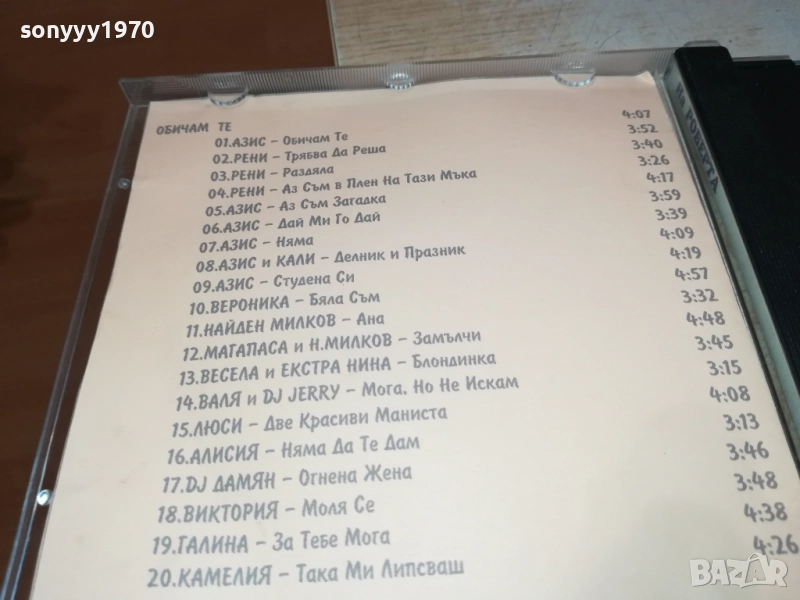 sonyyy1970
ОБИЧАМ ТЕ
01.АЗИС – Обичам Те 4:07
02.РЕНИ – Трябва Да Реша 3:52
03.РЕНИ – Раздяла 3:40
04.РЕНИ – Аз Съм в Плен На Тази Мъка 3:26
05.АЗИС – Аз Съм Загадка 4:17
06.АЗИС – Дай Ми Го Дай 3:59
07.АЗИС – Няма 3:39
08.АЗИС и КАЛИ – Делник и Празник 4:09
09.АЗИС – Студена Си 4:19
10.ВЕРОНИКА – Бяла Съм 4:57
11.НАЙДЕН МИЛКОВ – Ана 3:32
12.МАГАПАСА и Н.МИЛКОВ – Замълчи 4:48
13.ВЕСЕЛА и ЕКСТРА НИНА – Блондинка 3:45
14.ВАЛЯ и DJ JERRY – Мога, Но Не Искам 3:15
15.ЛЮСИ – Две Красиви Маниста 4:08
16.АЛИСИЯ – Няма Да Те Дам 3:13
17.DJ ДАМЯН – Огнена Жена 3:46
18.ВИКТОРИЯ – Моля Се 3:48
19.ГАЛИНА – За Тебе Мога 4:38
20.КАМЕЛИЯ – Така Ми Липсваш 4:26
На РОБЕРТА
BAZAR